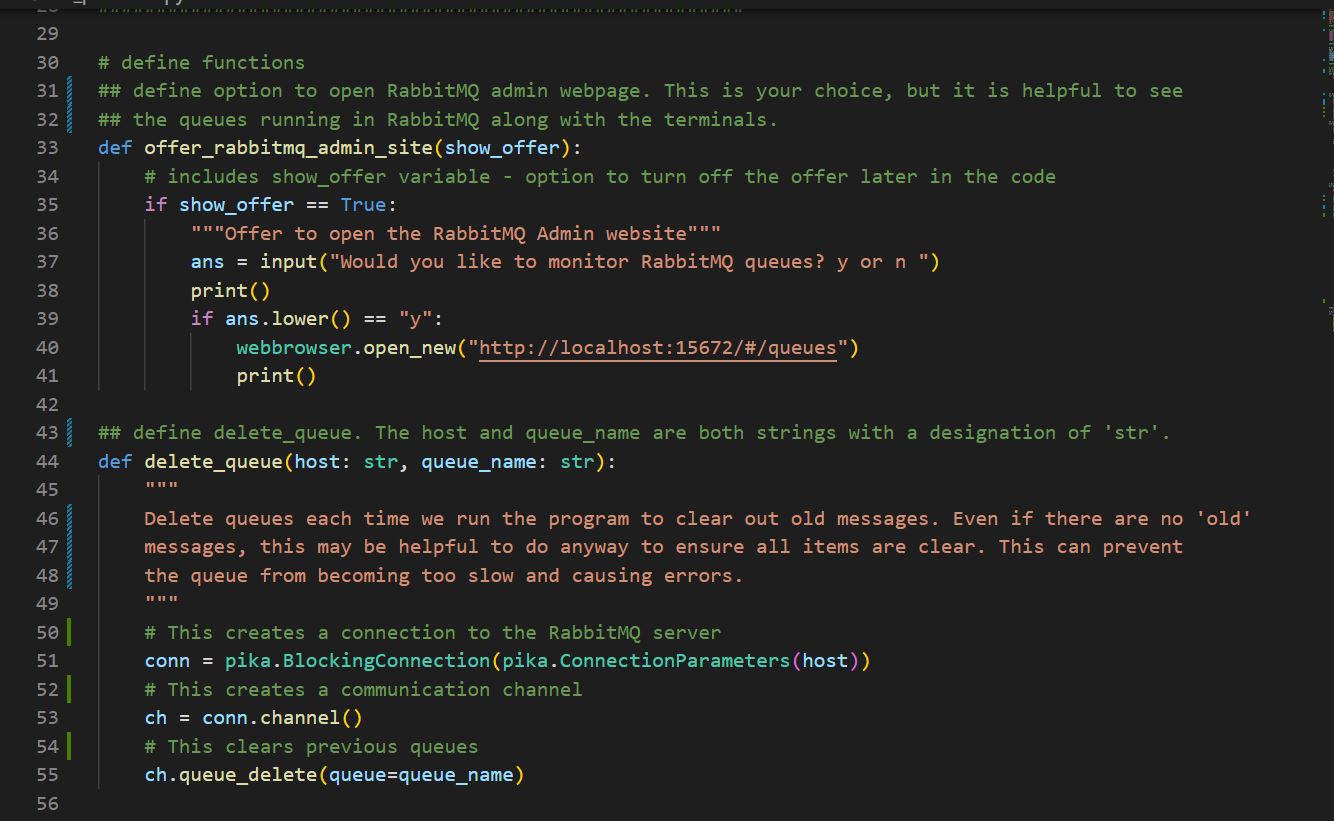 29
30 # define functions
31 ## define option to open RabbitMQ admin webpage. This is your choice, but it is helpful to see
32 ## the queues running in RabbitMQ along with the terminals.
33 def offer_rabbitmq_admin_site(show_offer):
34     # includes show_offer variable - option to turn off the offer later in the code
35     if show_offer == True:
36         """Offer to open the RabbitMQ Admin website"""
37         ans = input("Would you like to monitor RabbitMQ queues? y or n ")
38         print()
39         if ans.lower() == "y":
40             webbrowser.open_new("http://localhost:15672/#/queues")
41             print()
42
43 ## define delete_queue. The host and queue_name are both strings with a designation of 'str'.
44 def delete_queue(host: str, queue_name: str):
45     """
46     Delete queues each time we run the program to clear out old messages. Even if there are no 'old'
47     messages, this may be helpful to do anyway to ensure all items are clear. This can prevent
48     the queue from becoming too slow and causing errors.
49     """
50     # This creates a connection to the RabbitMQ server
51     conn = pika.BlockingConnection(pika.ConnectionParameters(host))
52     # This creates a communication channel
53     ch = conn.channel()
54     # This clears previous queues
55     ch.queue_delete(queue=queue_name)
56